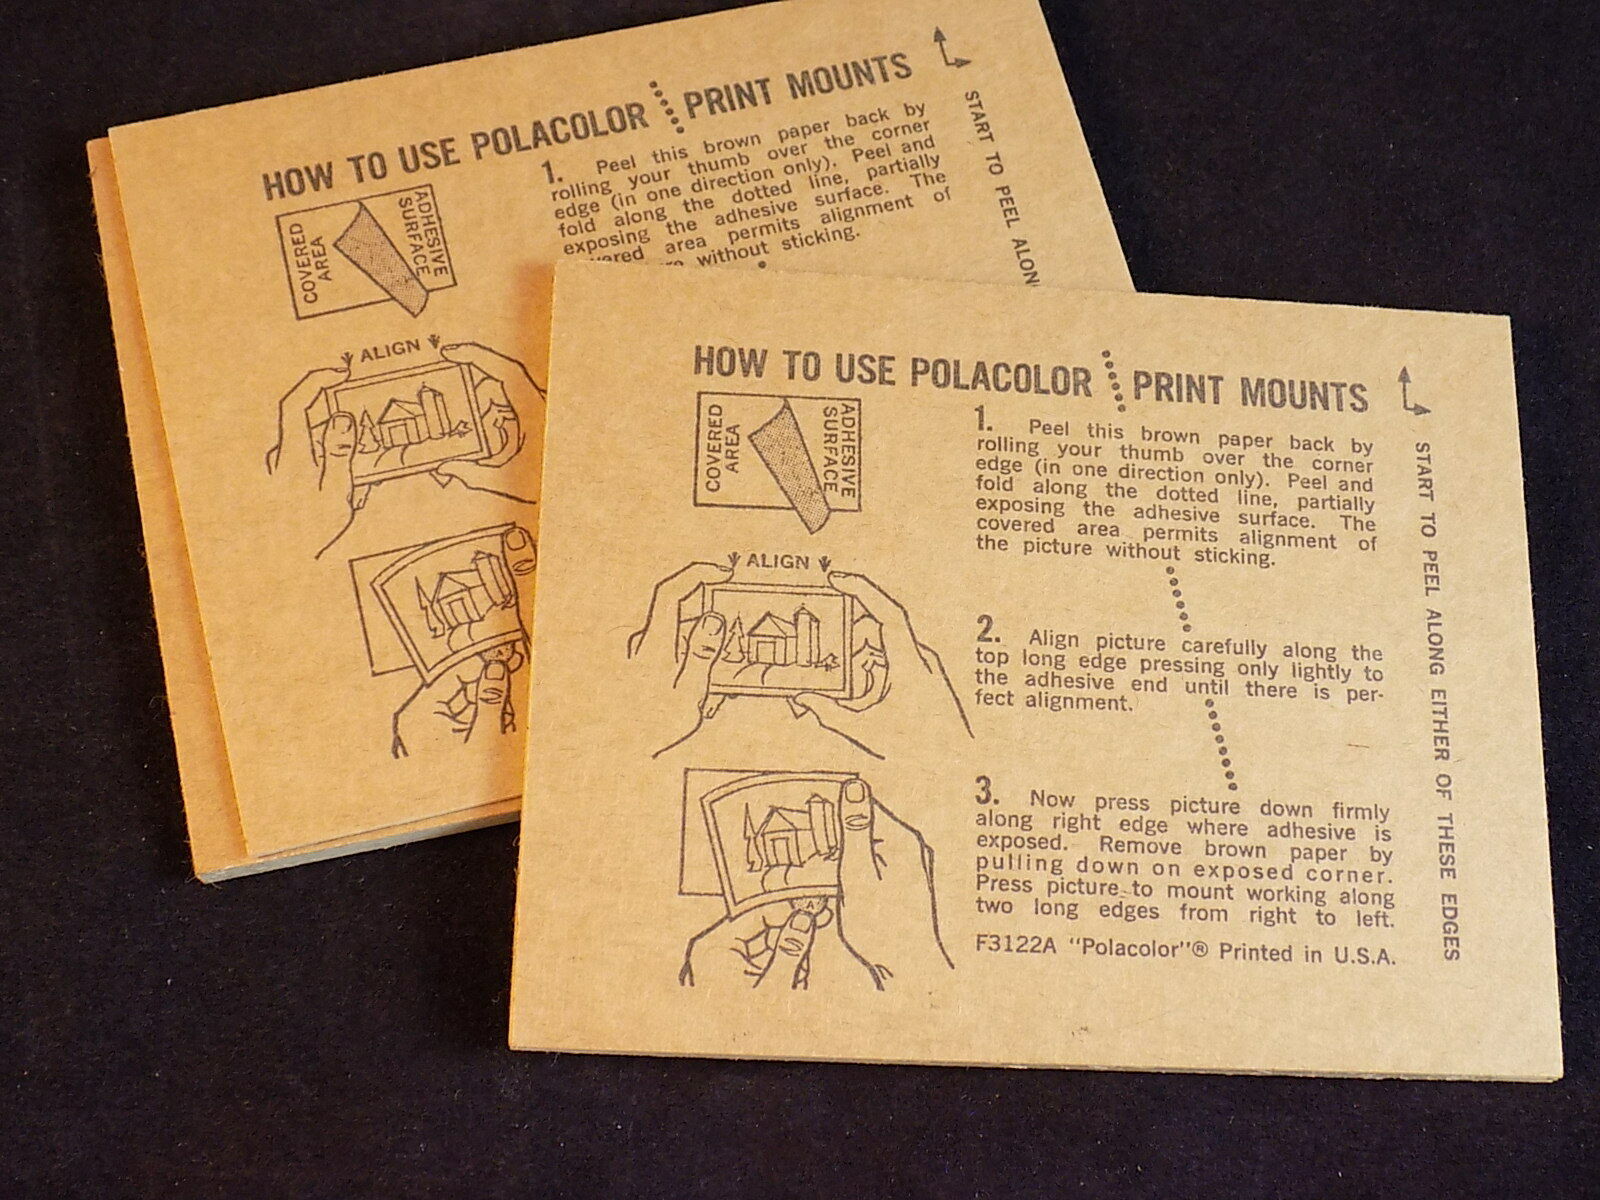 HOW TO USE POLACOLOR PRINT MOUNTS
START TO PEEL ALON
COVERED AREA
ADHESIVE SURFACE
1. Peel this brown paper back by
rolling your thumb over the corner
edge (in one direction only). Peel and
fold along the dotted line, partially
exposing the adhesive surface. The
vered area permits alignment of
without sticking.
ALIGN
HOW TO USE POLACOLOR PRINT MOUNTS
START TO PEEL ALONG EITHER OF THESE EDGES
COVERED AREA
ADHESIVE SURFACE
1. Peel this brown paper back by
rolling your thumb over the corner
edge (in one direction only). Peel and
fold along the dotted line, partially
exposing the adhesive surface. The
covered area permits alignment of
the picture without sticking.
ALIGN
2. Align picture carefully along the
top long edge pressing only lightly to
the adhesive end until there is per-
fect alignment.
3. Now press picture down firmly
along right edge where adhesive is
exposed. Remove brown paper by
pulling down on exposed corner.
Press picture to mount working along
two long edges from right to left.
A
F3122A "Polacolor"® Printed in U.S.A.